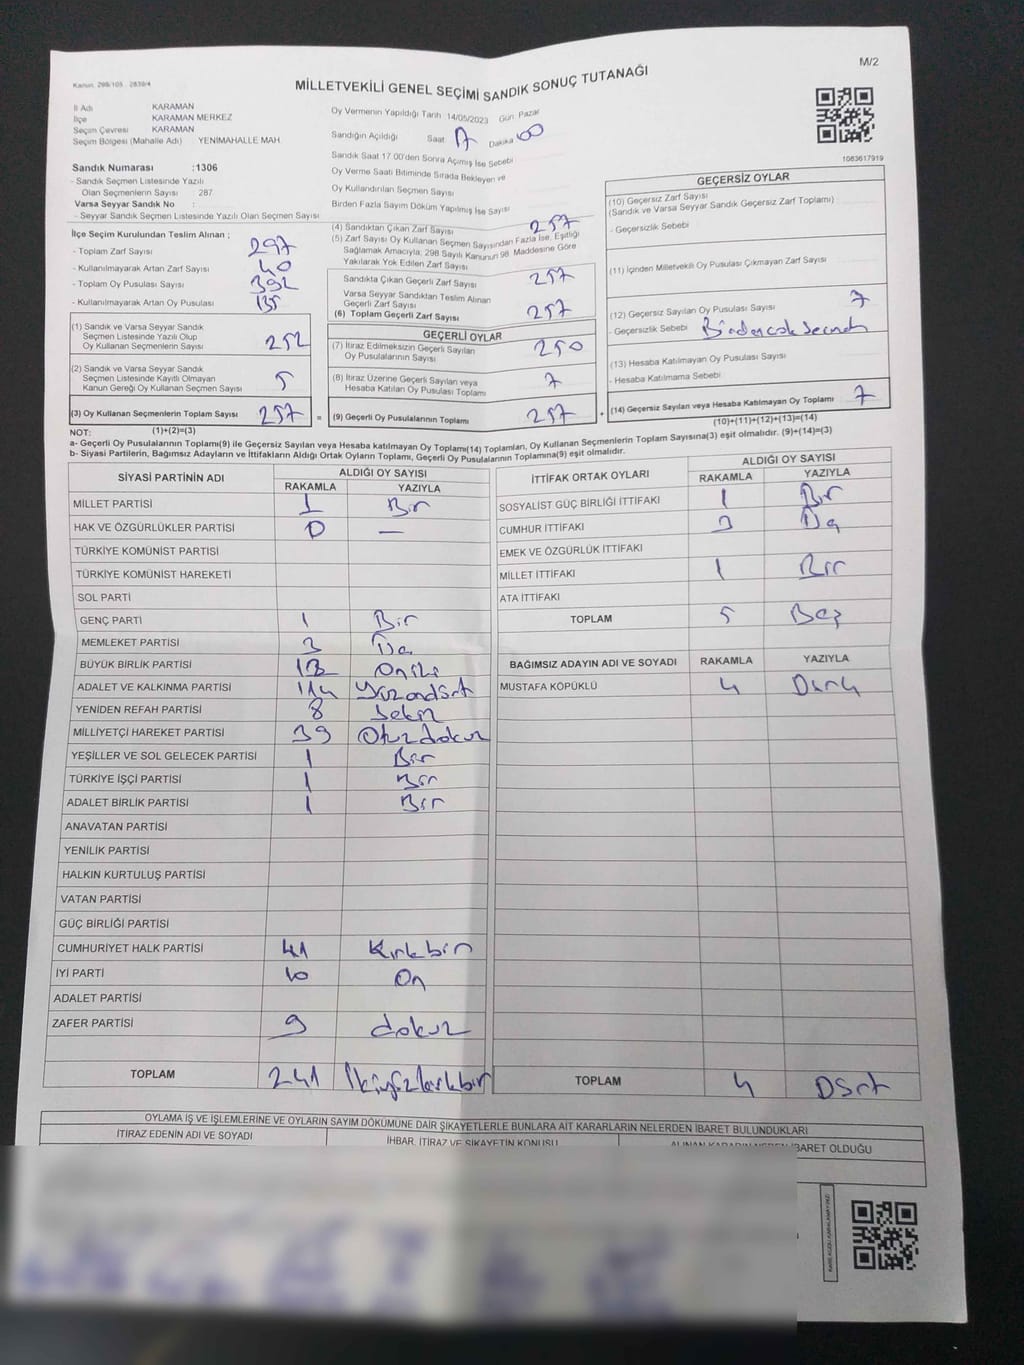 M/2
Kanun: 298/105 2839/4
MİLLETVEKİLİ GENEL SEÇİMİ SANDIK SONUÇ TUTANAĞI
İl Adı KARAMAN
İlçe KARAMAN MERKEZ
Seçim Çevresi KARAMAN
Seçim Bölgesi (Mahalle Adı) YENİMAHALLE MAH
Sandık Numarası :1306
- Sandık Seçmen Listesinde Yazılı
Olan Seçmenlerin Sayısı : 287
Varsa Seyyar Sandık No :
- Seyyar Sandık Seçmen Listesinde Yazılı Olan Seçmen Sayısı
Oy Vermenin Yapıldığı Tarih 14/05/2023 Gün: Pazar
Sandığın Açıldığı Saat 17 Dakika 00
Sandık Saat 17.00'den Sonra Açılmış İse Sebebi
Oy Verme Saati Bitiminde Sırada Bekleyen ve
Oy Kullandırılan Seçmen Sayısı
Birden Fazla Sayım Döküm Yapılmış İse Sayısı
1083617919
İlçe Seçim Kurulundan Teslim Alınan ;
- Toplam Zarf Sayısı 297
- Kullanılmayarak Artan Zarf Sayısı 40
- Toplam Oy Pusulası Sayısı 392
- Kullanılmayarak Artan Oy Pusulası 135
(1) Sandık ve Varsa Seyyar Sandık
Seçmen Listesinde Yazılı Olup
Oy Kullanan Seçmenlerin Sayısı 252
(2) Sandık ve Varsa Seyyar Sandık
Seçmen Listesinde Kayıtlı Olmayan
Kanun Gereği Oy Kullanan Seçmen Sayısı 5
(3) Oy Kullanan Seçmenlerin Toplam Sayısı 257
(1)+(2)=(3)
(4) Sandıktan Çıkan Zarf Sayısı 257
(5) Zarf Sayısı Oy Kullanan Seçmen Sayısından Fazla İse, Eşitliği
Sağlamak Amacıyla, 298 Sayılı Kanunun 98. Maddesine Göre
Yakılarak Yok Edilen Zarf Sayısı
Sandıkta Çıkan Geçerli Zarf Sayısı 257
Varsa Seyyar Sandıktan Teslim Alınan
Geçerli Zarf Sayısı
(6) Toplam Geçerli Zarf Sayısı 257
GEÇERLİ OYLAR
(7) İtiraz Edilmeksizin Geçerli Sayılan
Oy Pusulalarının Sayısı 250
(8) İtiraz Üzerine Geçerli Sayılan veya
Hesaba Katılan Oy Pusulası Toplamı 7
= (9) Geçerli Oy Pusulalarının Toplamı 257
GEÇERSİZ OYLAR
(10) Geçersiz Zarf Sayısı
(Sandık ve Varsa Seyyar Sandık Geçersiz Zarf Toplamı)
- Geçersizlik Sebebi
(11) İçinden Milletvekili Oy Pusulası Çıkmayan Zarf Sayısı
(12) Geçersiz Sayılan Oy Pusulası Sayısı 7
- Geçersizlik Sebebi
(13) Hesaba Katılmayan Oy Pusulası Sayısı
- Hesaba Katılmama Sebebi
+ (14) Geçersiz Sayılan veya Hesaba Katılmayan Oy Toplamı 7
(10)+(11)+(12)+(13)=(14)
NOT:
a- Geçerli Oy Pusulalarının Toplamı(9) ile Geçersiz Sayılan veya Hesaba katılmayan Oy Toplamı(14) Toplamları, Oy Kullanan Seçmenlerin Toplam Sayısına(3) eşit olmalıdır. (9)+(14)=(3)
b- Siyasi Partilerin, Bağımsız Adayların ve İttifakların Aldığı Ortak Oyların Toplamı, Geçerli Oy Pusulalarının Toplamına(9) eşit olmalıdır.
SİYASİ PARTİNİN ADI
ALDIĞI OY SAYISI
RAKAMLA YAZIYLA
MİLLET PARTİSİ 1 Bir
HAK VE ÖZGÜRLÜKLER PARTİSİ 0 —
TÜRKİYE KOMÜNİST PARTİSİ
TÜRKİYE KOMÜNİST HAREKETİ
SOL PARTİ
GENÇ PARTİ 1 Bir
MEMLEKET PARTİSİ 3 Üç
BÜYÜK BİRLİK PARTİSİ 12 Oniki
ADALET VE KALKINMA PARTİSİ 114 Yüzondört
YENİDEN REFAH PARTİSİ 8 Sekiz
MİLLİYETÇİ HAREKET PARTİSİ 39 Otuzdokuz
YEŞİLLER VE SOL GELECEK PARTİSİ 1 Bir
TÜRKİYE İŞÇİ PARTİSİ 1 Bir
ADALET BİRLİK PARTİSİ 1 Bir
ANAVATAN PARTİSİ
YENİLİK PARTİSİ
HALKIN KURTULUŞ PARTİSİ
VATAN PARTİSİ
GÜÇ BİRLİĞİ PARTİSİ
CUMHURİYET HALK PARTİSİ 41 Kırkbir
İYİ PARTİ 10 On
ADALET PARTİSİ
ZAFER PARTİSİ 9 dokuz
TOPLAM 241 İkiyüzkırkbir
İTTİFAK ORTAK OYLARI
ALDIĞI OY SAYISI
RAKAMLA YAZIYLA
SOSYALİST GÜÇ BİRLİĞİ İTTİFAKI 1 Bir
CUMHUR İTTİFAKI 3 Üç
EMEK VE ÖZGÜRLÜK İTTİFAKI
MİLLET İTTİFAKI 1 Bir
ATA İTTİFAKI
TOPLAM 5 Beş
BAĞIMSIZ ADAYIN ADI VE SOYADI RAKAMLA YAZIYLA
MUSTAFA KÖPÜKLÜ 4 Dört
TOPLAM 4 Dört
OYLAMA İŞ VE İŞLEMLERİNE VE OYLARIN SAYIM DÖKÜMÜNE DAİR ŞİKAYETLERLE BUNLARA AİT KARARLARIN NELERDEN İBARET BULUNDUKLARI
İTİRAZ EDENİN ADI VE SOYADI
İHBAR, İTİRAZ VE ŞİKAYETİN KONUSU
ALINAN KARARIN NEDEN İBARET OLDUĞU